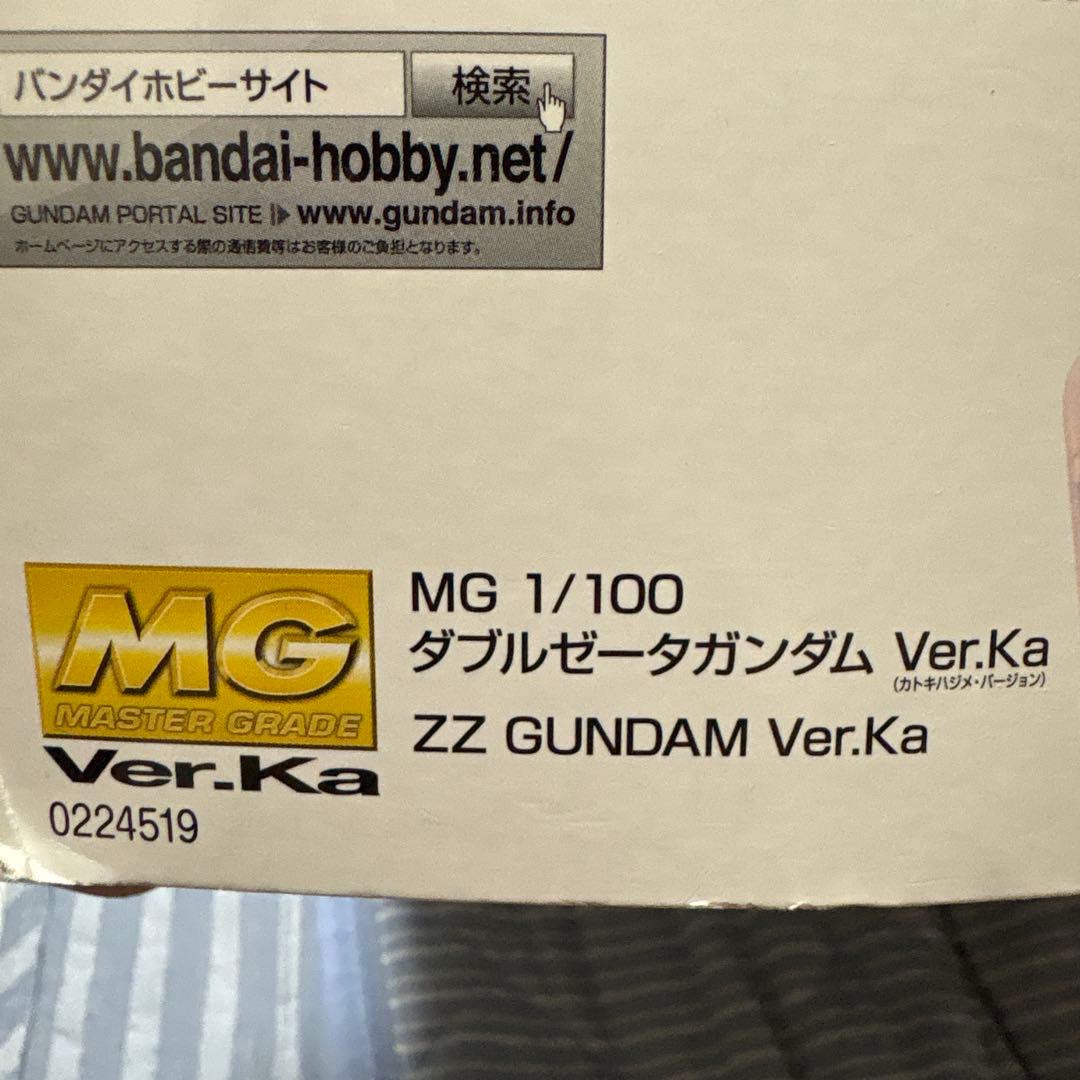 バンダイホビーサイト 検索
www.bandai-hobby.net/
GUNDAM PORTAL SITE www.gundam.info
ホームページにアクセスする際の通信費等はお客様のご負担となります。
MG
MASTER GRADE
Ver.Ka
0224519
MG 1/100
ダブルゼータガンダム Ver.Ka
(カトキハジメ・バージョン)
ZZ GUNDAM Ver.Ka